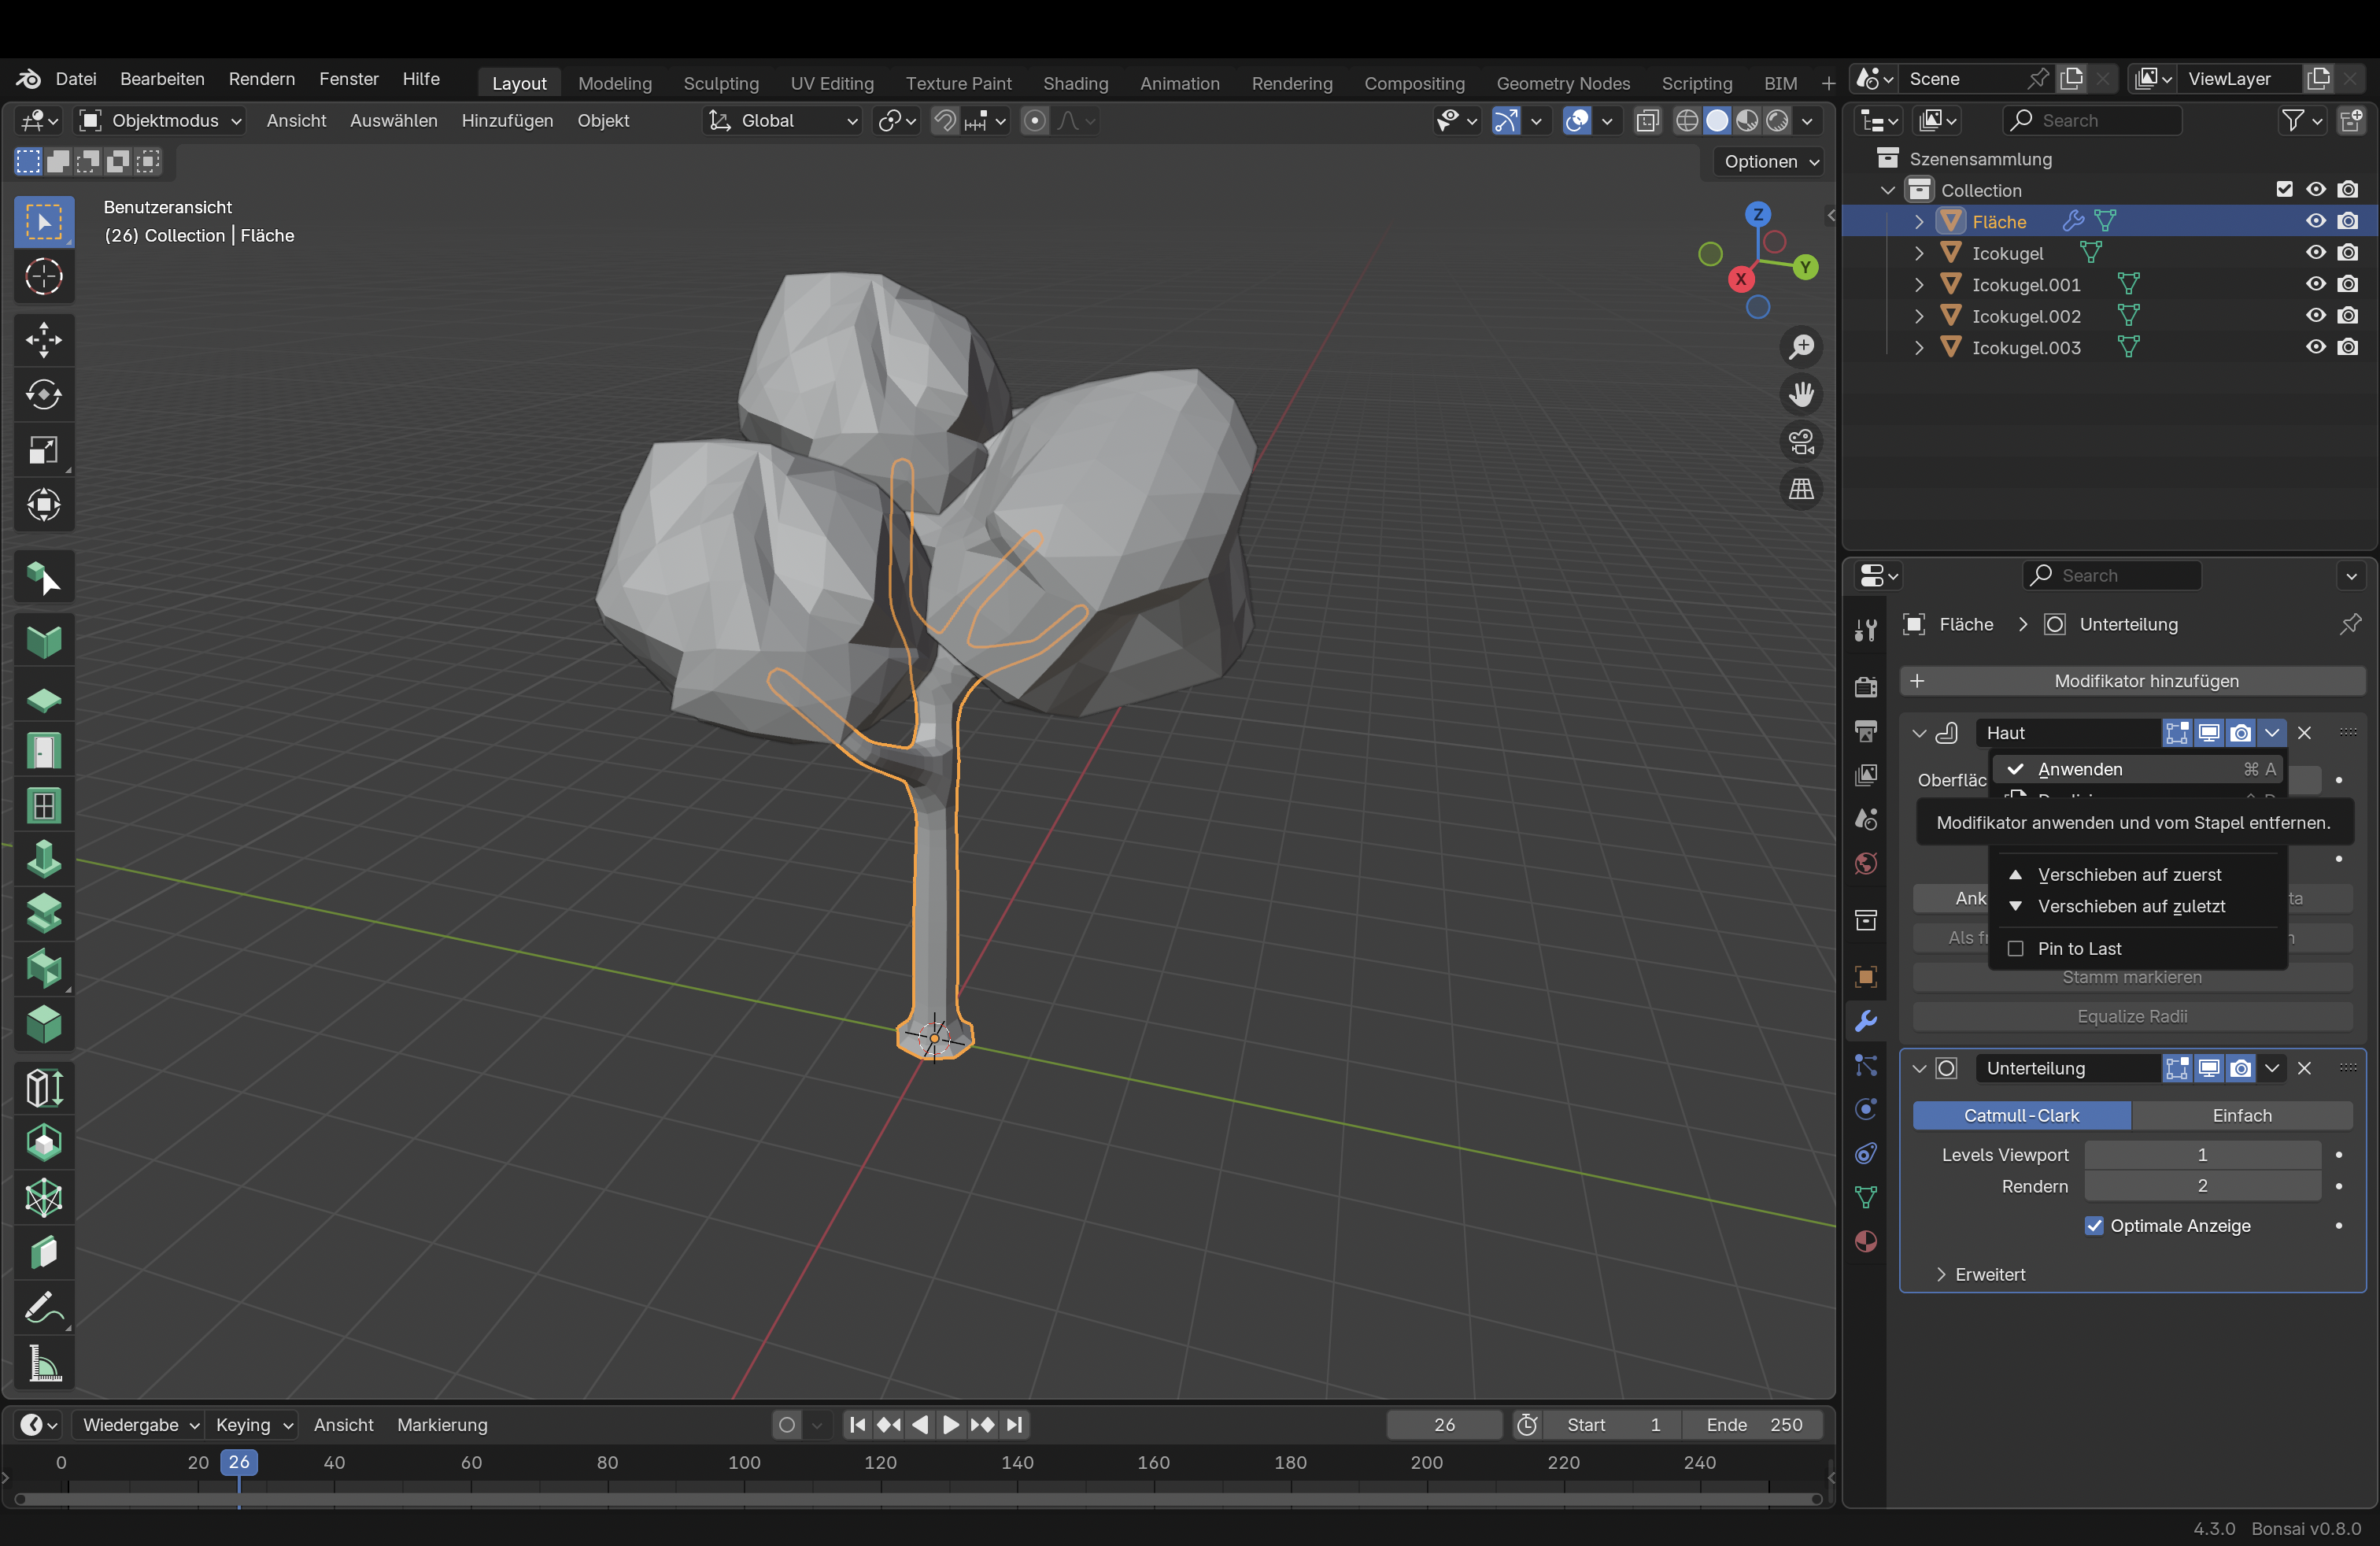 Datei Bearbeiten Rendern Fenster Hilfe Layout Modeling Sculpting UV Editing Texture Paint Shading Animation Rendering Compositing Geometry Nodes Scripting BIM + Scene ViewLayer
Objektmodus Ansicht Auswählen Hinzufügen Objekt Global Search
Optionen
Szenensammlung
Collection
Fläche
Icokugel
Icokugel.001
Icokugel.002
Icokugel.003
Benutzeransicht
(26) Collection | Fläche
Z
Y
X
Search
Fläche > Unterteilung
+ Modifikator hinzufügen
Haut
Anwenden ⌘ A
Oberfläc
Modifikator anwenden und vom Stapel entfernen.
Verschieben auf zuerst
Ank
Verschieben auf zuletzt
ta
Als fr
Pin to Last
Stamm markieren
Equalize Radii
Unterteilung
Catmull-Clark Einfach
Levels Viewport 1
Rendern 2
Optimale Anzeige
Erweitert
Wiedergabe Keying Ansicht Markierung 26 Start 1 Ende 250
0 20 26 40 60 80 100 120 140 160 180 200 220 240
4.3.0 Bonsai v0.8.0